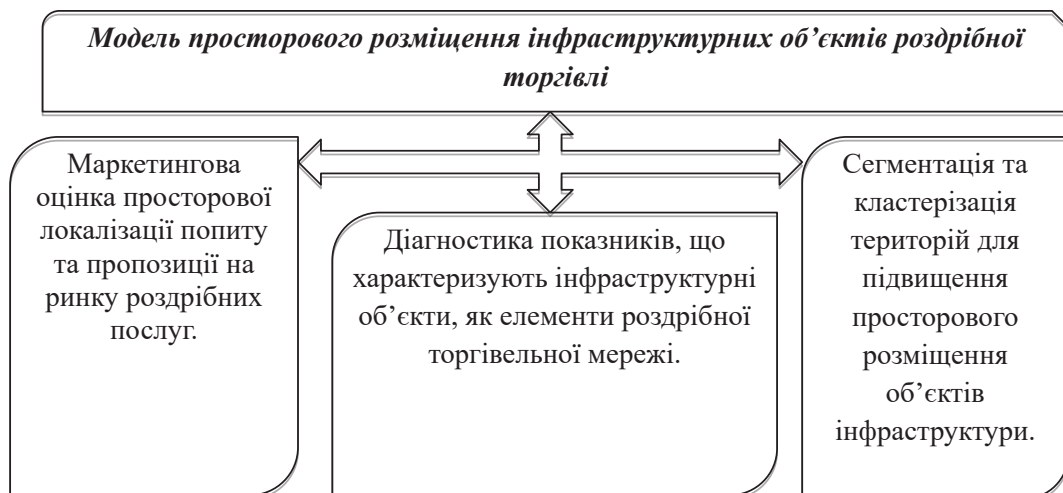 Модель просторового розміщення інфраструктурних об’єктів роздрібної
торгівлі
Маркетингова
оцінка просторової
локалізації попиту
та пропозиції на
ринку роздрібних
послуг.
Діагностика показників, що
характеризують інфраструктурні
об’єкти, як елементи роздрібної
торгівельної мережі.
Сегментація та
кластерізація
територій для
підвищення
просторового
розміщення
об’єктів
інфраструктури.